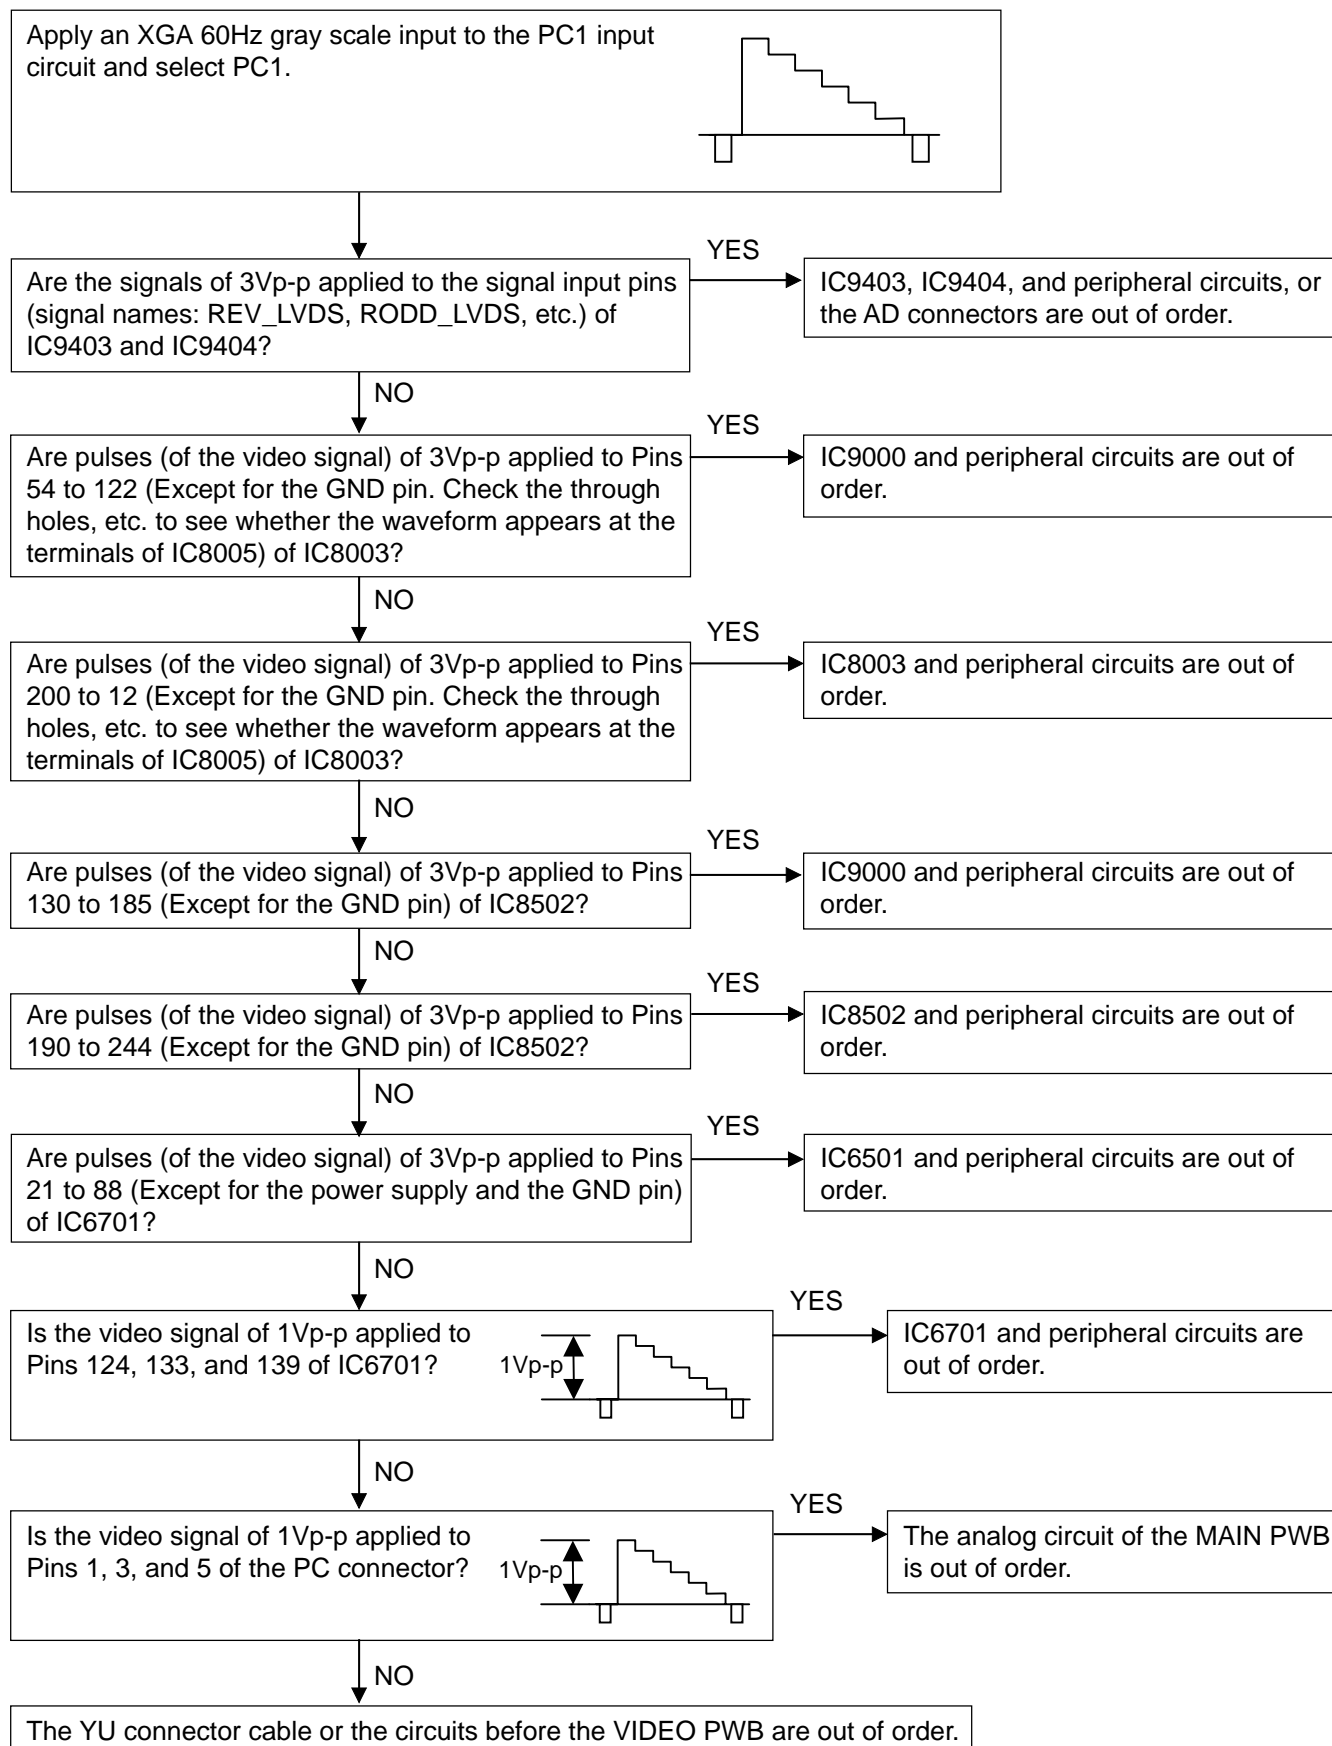 Apply an XGA 60Hz gray scale input to the PC1 input
circuit and select PC1.
YES
Are the signals of 3Vp-p applied to the signal input pins
(signal names: REV_LVDS, RODD_LVDS, etc.) of
IC9403 and IC9404?
IC9403, IC9404, and peripheral circuits, or
the AD connectors are out of order.
NO
YES
Are pulses (of the video signal) of 3Vp-p applied to Pins
54 to 122 (Except for the GND pin. Check the through
holes, etc. to see whether the waveform appears at the
terminals of IC8005) of IC8003?
IC9000 and peripheral circuits are out of
order.
NO
YES
Are pulses (of the video signal) of 3Vp-p applied to Pins
200 to 12 (Except for the GND pin. Check the through
holes, etc. to see whether the waveform appears at the
terminals of IC8005) of IC8003?
IC8003 and peripheral circuits are out of
order.
NO
YES
Are pulses (of the video signal) of 3Vp-p applied to Pins
130 to 185 (Except for the GND pin) of IC8502?
IC9000 and peripheral circuits are out of
order.
NO
YES
Are pulses (of the video signal) of 3Vp-p applied to Pins
190 to 244 (Except for the GND pin) of IC8502?
IC8502 and peripheral circuits are out of
order.
NO
YES
Are pulses (of the video signal) of 3Vp-p applied to Pins
21 to 88 (Except for the power supply and the GND pin)
of IC6701?
IC6501 and peripheral circuits are out of
order.
NO
YES
Is the video signal of 1Vp-p applied to
Pins 124, 133, and 139 of IC6701?
1Vp-p
IC6701 and peripheral circuits are
out of order.
NO
YES
Is the video signal of 1Vp-p applied to
Pins 1, 3, and 5 of the PC connector?
1Vp-p
The analog circuit of the MAIN PWB
is out of order.
NO
The YU connector cable or the circuits before the VIDEO PWB are out of order.